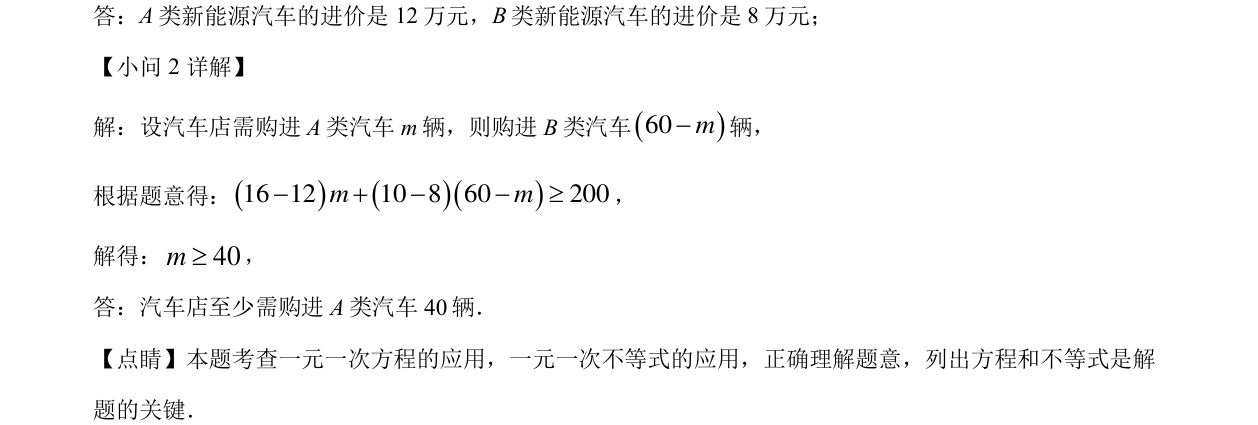 答：A 类新能源汽车的进价是 12 万元，B 类新能源汽车的进价是 8 万元；
【小问 2 详解】
解：设汽车店需购进 A 类汽车 m 辆，则购进 B 类汽车(60－m)辆，
根据题意得：(16－12)m＋(10－8)(60－m)≥200，
解得：m≥40，
答：汽车店至少需购进 A 类汽车 40 辆．
【点睛】本题考查一元一次方程的应用，一元一次不等式的应用，正确理解题意，列出方程和不等式是解
题的关键．